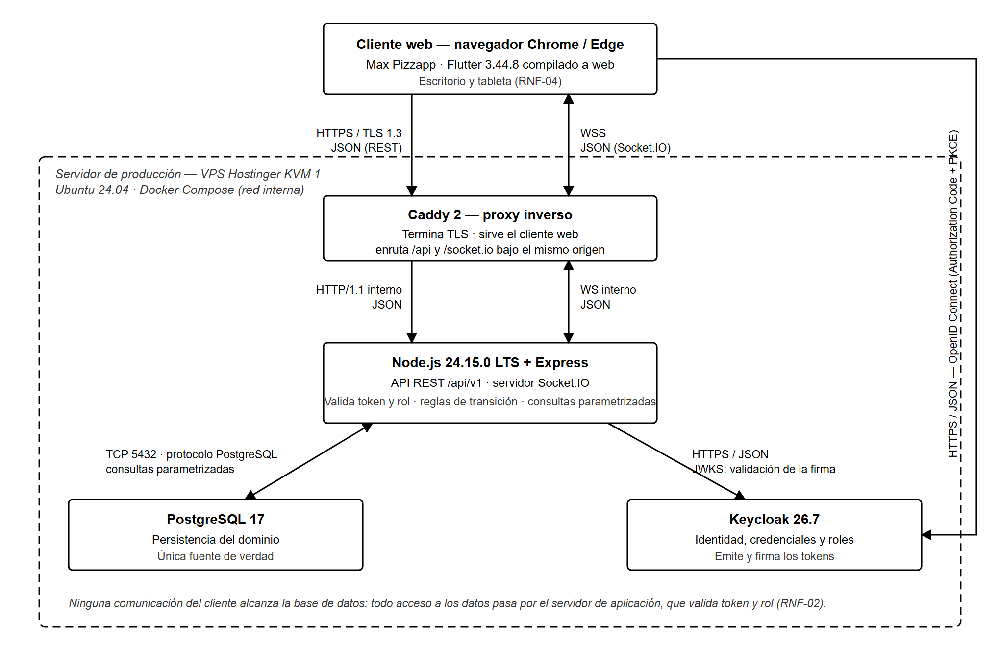 Cliente web — navegador Chrome / Edge
Max Pizzapp · Flutter 3.44.8 compilado a web
Escritorio y tableta (RNF-04)
HTTPS / TLS 1.3
JSON (REST)
WSS
JSON (Socket.IO)
Servidor de producción — VPS Hostinger KVM 1
Ubuntu 24.04 · Docker Compose (red interna)
Caddy 2 — proxy inverso
Termina TLS · sirve el cliente web
enruta /api y /socket.io bajo el mismo origen
HTTP/1.1 interno
JSON
WS interno
JSON
HTTPS / JSON — OpenID Connect (Authorization Code + PKCE)
Node.js 24.15.0 LTS + Express
API REST /api/v1 · servidor Socket.IO
Valida token y rol · reglas de transición · consultas parametrizadas
TCP 5432 · protocolo PostgreSQL
consultas parametrizadas
HTTPS / JSON
JWKS: validación de la firma
PostgreSQL 17
Persistencia del dominio
Única fuente de verdad
Keycloak 26.7
Identidad, credenciales y roles
Emite y firma los tokens
Ninguna comunicación del cliente alcanza la base de datos: todo acceso a los datos pasa por el servidor de aplicación, que valida token y rol (RNF-02).